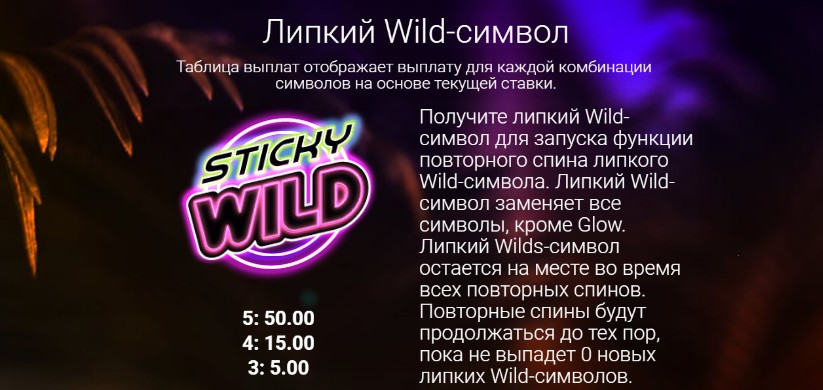 Липкий Wild-символ
Таблица выплат отображает выплату для каждой комбинации
символов на основе текущей ставки.
STICKY
WILD
5: 50.00
4: 15.00
3: 5.00
Получите липкий Wild-
символ для запуска функции
повторного спина липкого
Wild-символа. Липкий Wild-
символ заменяет все
символы, кроме Glow.
Липкий Wilds-символ
остается на месте во время
всех повторных спинов.
Повторные спины будут
продолжаться до тех пор,
пока не выпадет 0 новых
липких Wild-символов.